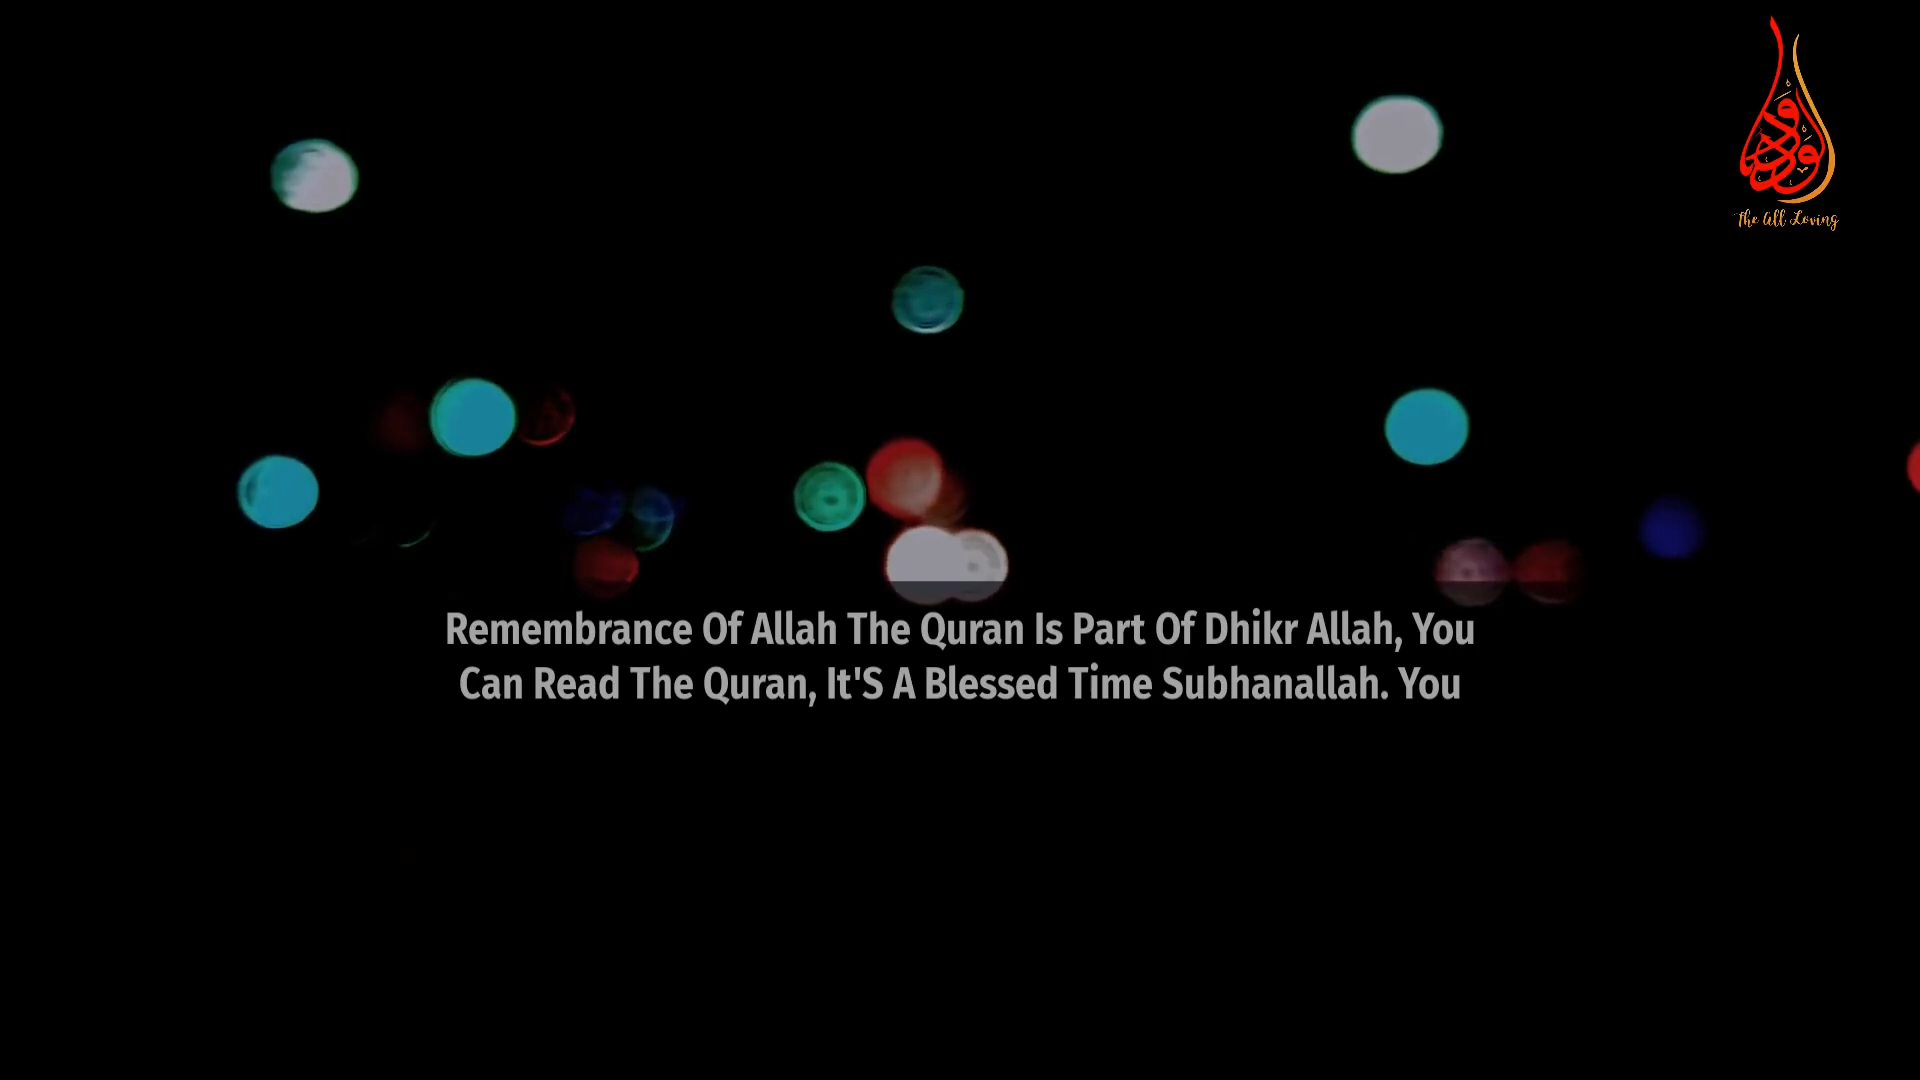 الودود
The All Loving
Remembrance Of Allah The Quran Is Part Of Dhikr Allah, You
Can Read The Quran, It'S A Blessed Time Subhanallah. You